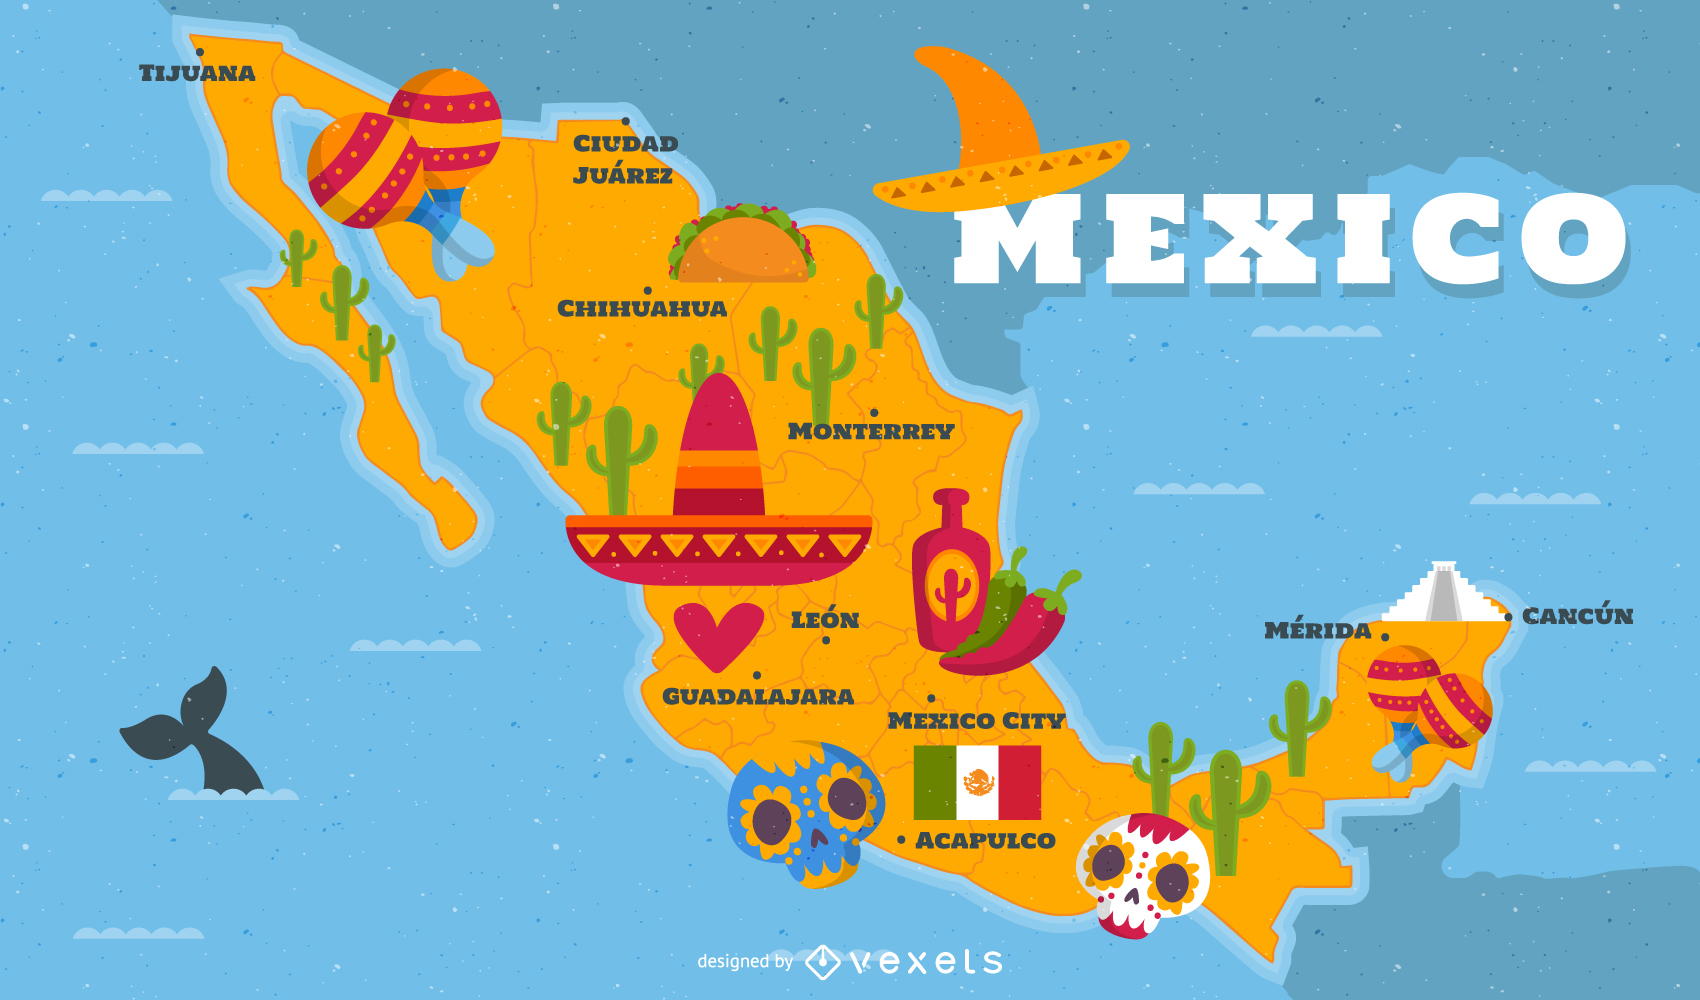 TIJUANA
CIUDAD
JUÁREZ
MEXICO
CHIHUAHUA
MONTERREY
LEÓN
CANCÚN
MÉRIDA
GUADALAJARA
MEXICO CITY
ACAPULCO
designed by vexels